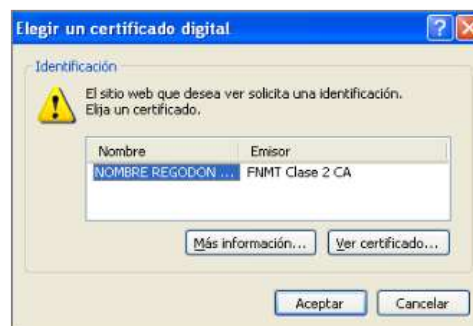 Elegir un certificado digital
Identificación
El sitio web que desea ver solicita una identificación.
Elija un certificado.
Nombre Emisor
NOMBRE REGODON ... FNMT Clase 2 CA
Más información... Ver certificado...
Aceptar Cancelar